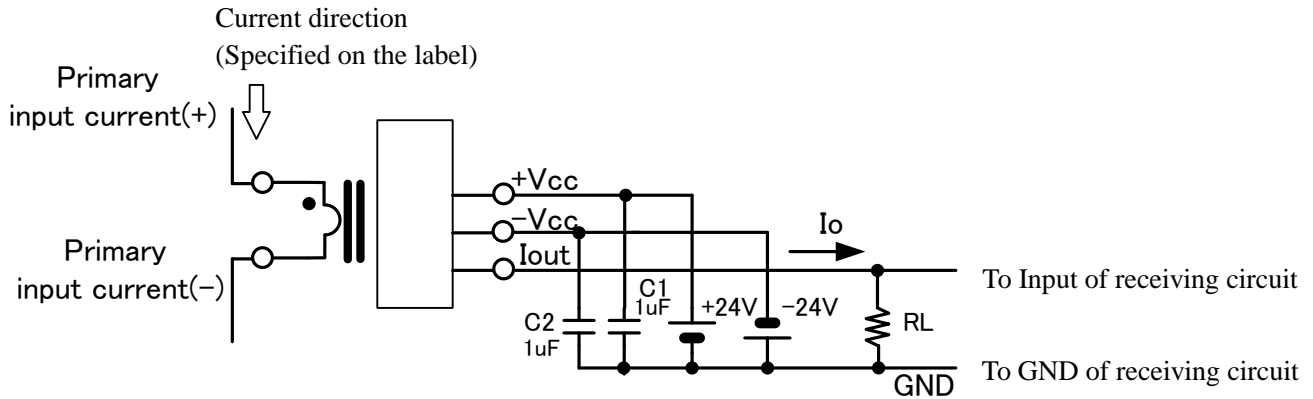 Current direction
(Specified on the label)
Primary
input current(+)
+Vcc
−Vcc
Io
Iout
Primary
input current(−)
To Input of receiving circuit
C1
1uF
+24V
−24V
C2
1uF
RL
GND
To GND of receiving circuit